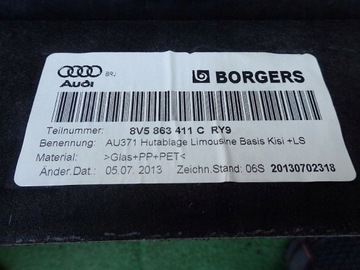 BRJ BORGERS
Audi
Teilnummer: 8V5 863 411 C RY9
Benennung: AU371 Hutablage Limousine Basis Kisi +LS
Material: >Glas+PP+PET<
Änder.Dat.: 05.07.2013 Zeichn.Stand: 06S 20130702318